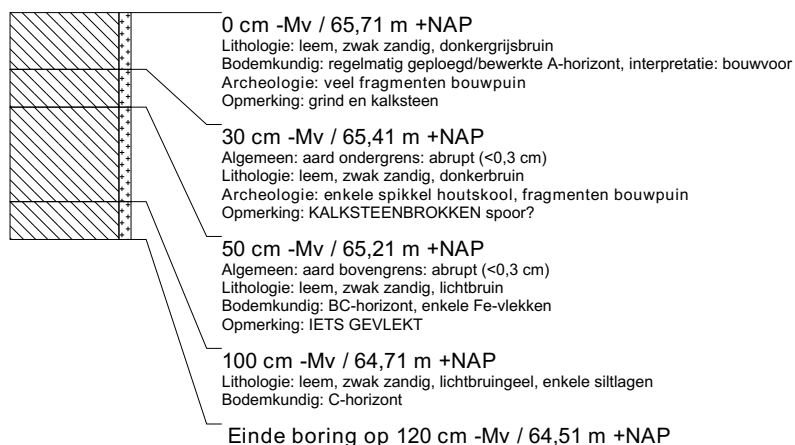 0 cm -Mv / 65,71 m +NAP
Lithologie: leem, zwak zandig, donkergrijsbruin
Bodemkundig: regelmatig geploegd/bewerkte A-horizont, interpretatie: bouwvoor
Archeologie: veel fragmenten bouwpuin
Opmerking: grind en kalksteen
30 cm -Mv / 65,41 m +NAP
Algemeen: aard ondergrens: abrupt (<0,3 cm)
Lithologie: leem, zwak zandig, donkerbruin
Archeologie: enkele spikkel houtskool, fragmenten bouwpuin
Opmerking: KALKSTEENBROKKEN spoor?
50 cm -Mv / 65,21 m +NAP
Algemeen: aard bovengrens: abrupt (<0,3 cm)
Lithologie: leem, zwak zandig, lichtbruin
Bodemkundig: BC-horizont, enkele Fe-vlekken
Opmerking: IETS GEVLEKT
100 cm -Mv / 64,71 m +NAP
Lithologie: leem, zwak zandig, lichtbruingeel, enkele siltlagen
Bodemkundig: C-horizont
Einde boring op 120 cm -Mv / 64,51 m +NAP